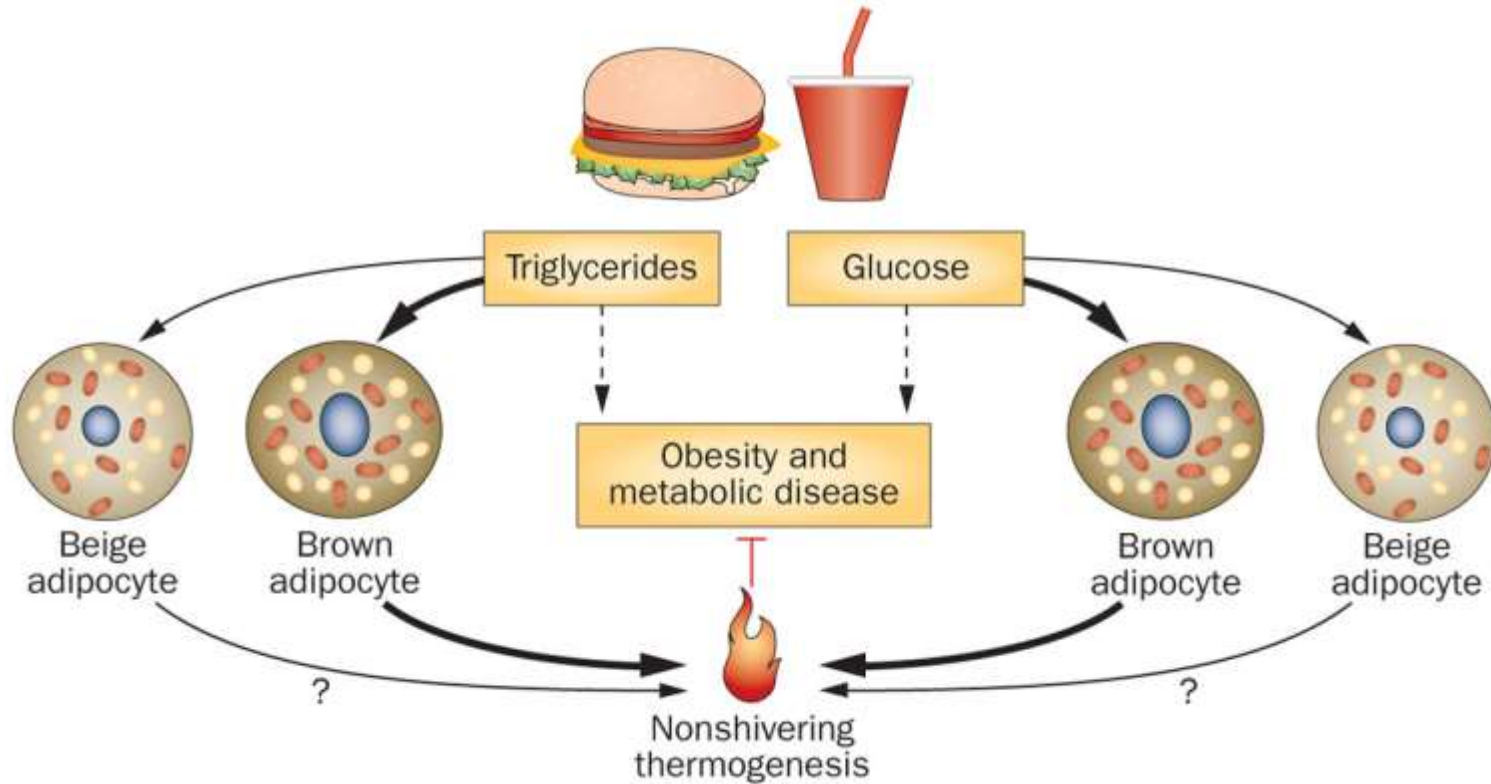 Triglycerides
Glucose
Obesity and
metabolic disease
Beige
adipocyte
Brown
adipocyte
Brown
adipocyte
Beige
adipocyte
?
?
Nonshivering
thermogenesis